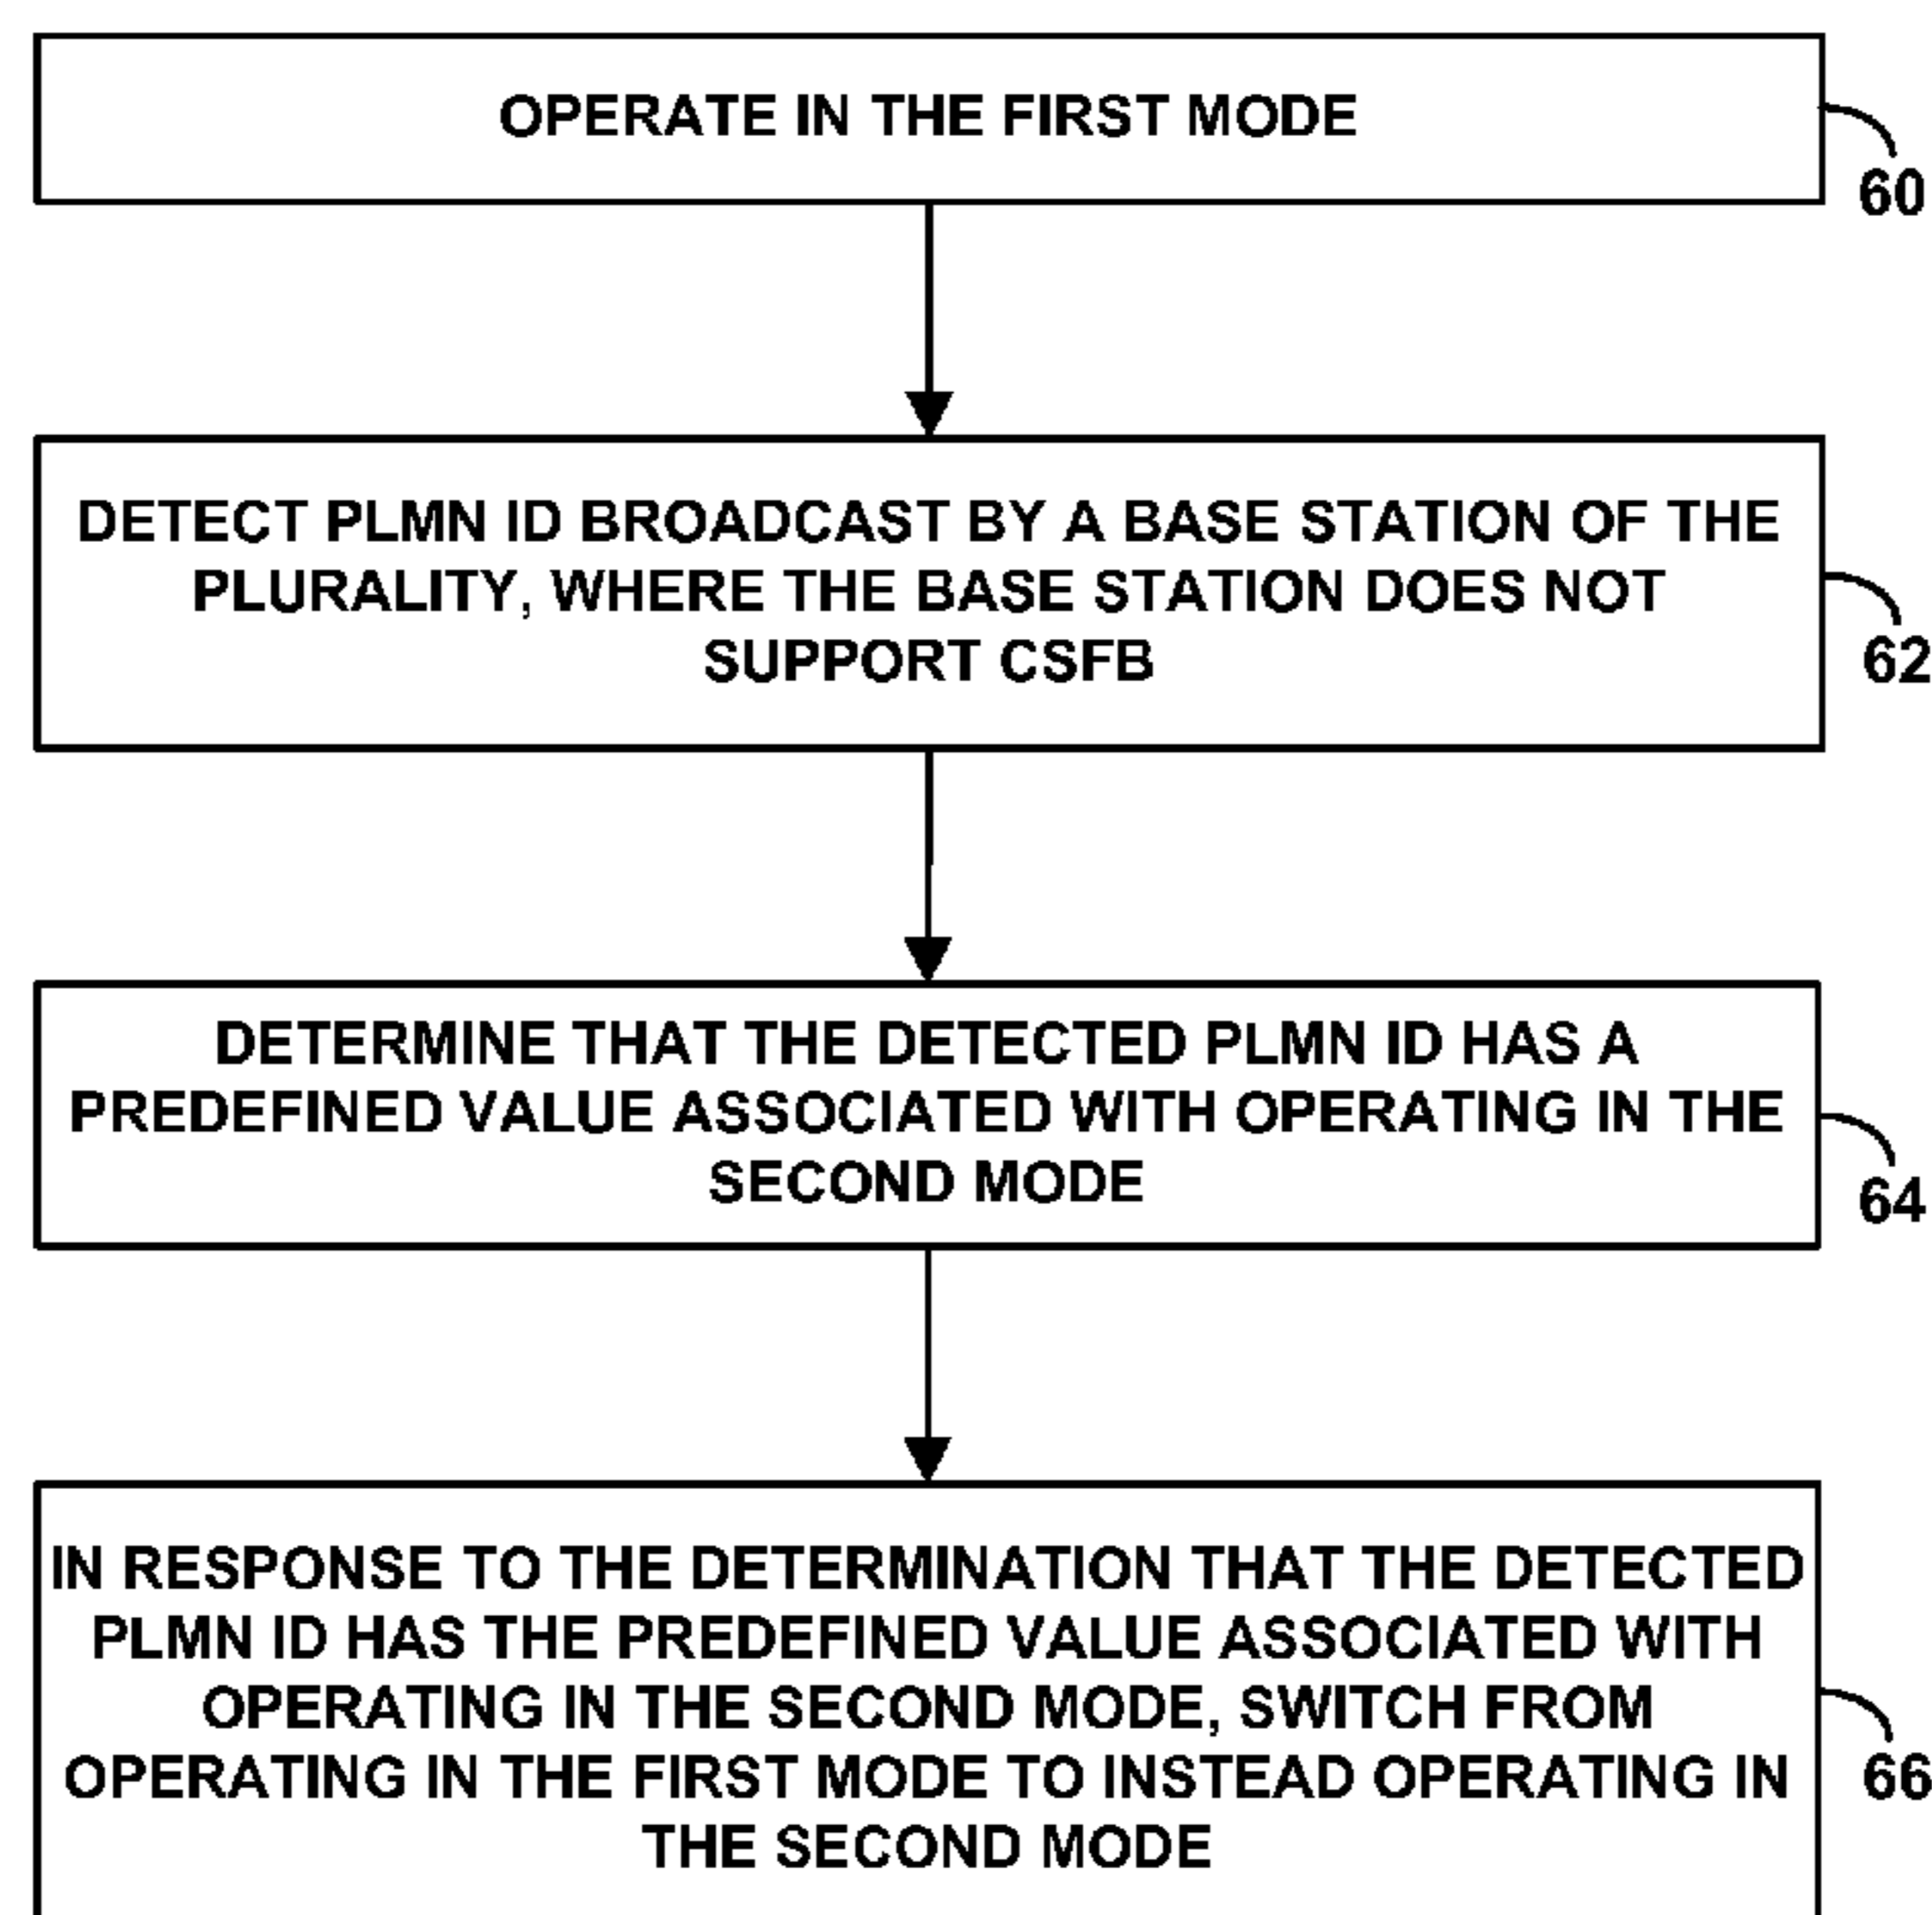 OPERATE IN THE FIRST MODE
60
DETECT PLMN ID BROADCAST BY A BASE STATION OF THE
PLURALITY, WHERE THE BASE STATION DOES NOT
SUPPORT CSFB
62
DETERMINE THAT THE DETECTED PLMN ID HAS A
PREDEFINED VALUE ASSOCIATED WITH OPERATING IN THE
SECOND MODE
64
IN RESPONSE TO THE DETERMINATION THAT THE DETECTED
PLMN ID HAS THE PREDEFINED VALUE ASSOCIATED WITH
OPERATING IN THE SECOND MODE, SWITCH FROM
OPERATING IN THE FIRST MODE TO INSTEAD OPERATING IN
THE SECOND MODE
66